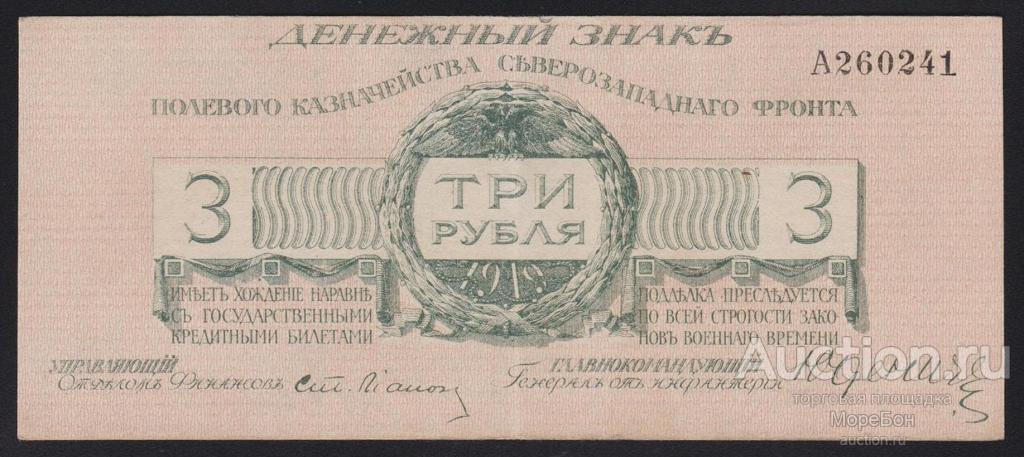 ДЕНЕЖНЫЙ ЗНАКЪ
А260241
ПОЛЕВОГО КАЗНАЧЕЙСТВА СѢВЕРОЗАПАДНАГО ФРОНТА
3 ТРИ 3
РУБЛЯ
1919
ИМѢЕТЪ ХОЖДЕНІЕ НАРАВНѢ
СЪ ГОСУДАРСТВЕННЫМИ
КРЕДИТНЫМИ БИЛЕТАМИ
ПОДДѢЛКА ПРЕСЛѢДУЕТСЯ
ПО ВСЕЙ СТРОГОСТИ ЗАКО-
НОВЪ ВОЕННАГО ВРЕМЕНИ
УПРАВЛЯЮЩІЙ
Отдѣломъ Финансовъ
ГЛАВНОКОМАНДУЮЩІЙ
Генералъ отъ инфантеріи
Auction.ru
торговая площадка
МореБон
auction.ru